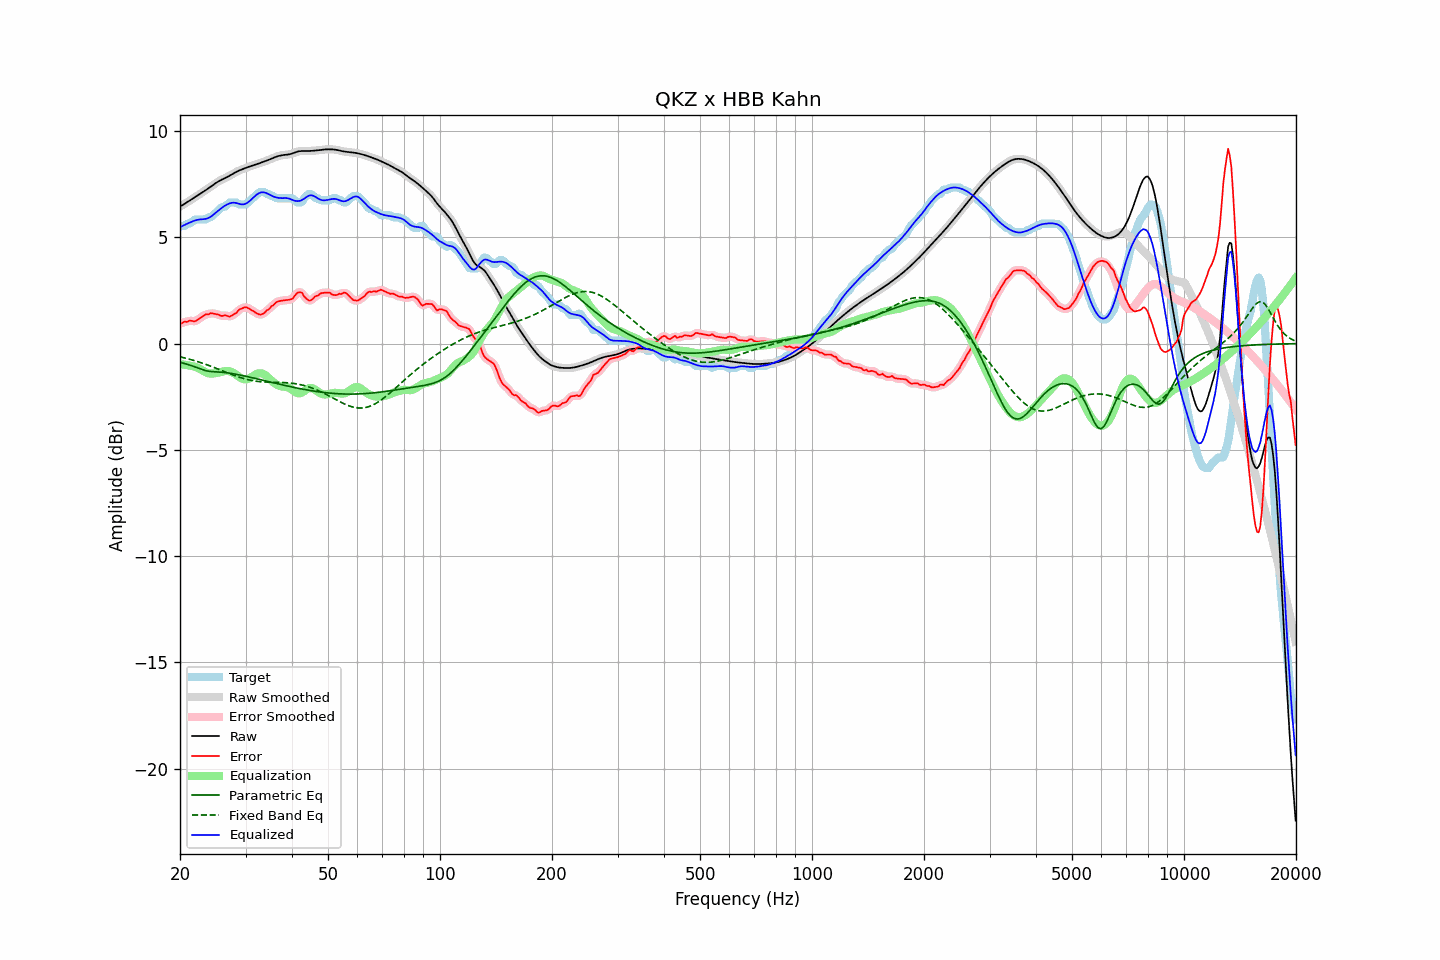 QKZ x HBB Kahn
10
5
0
−5
−10
−15
−20
Amplitude (dBr)
Target
Raw Smoothed
Error Smoothed
Raw
Error
Equalization
Parametric Eq
Fixed Band Eq
Equalized
20 50 100 200 500 1000 2000 5000 10000 20000
Frequency (Hz)